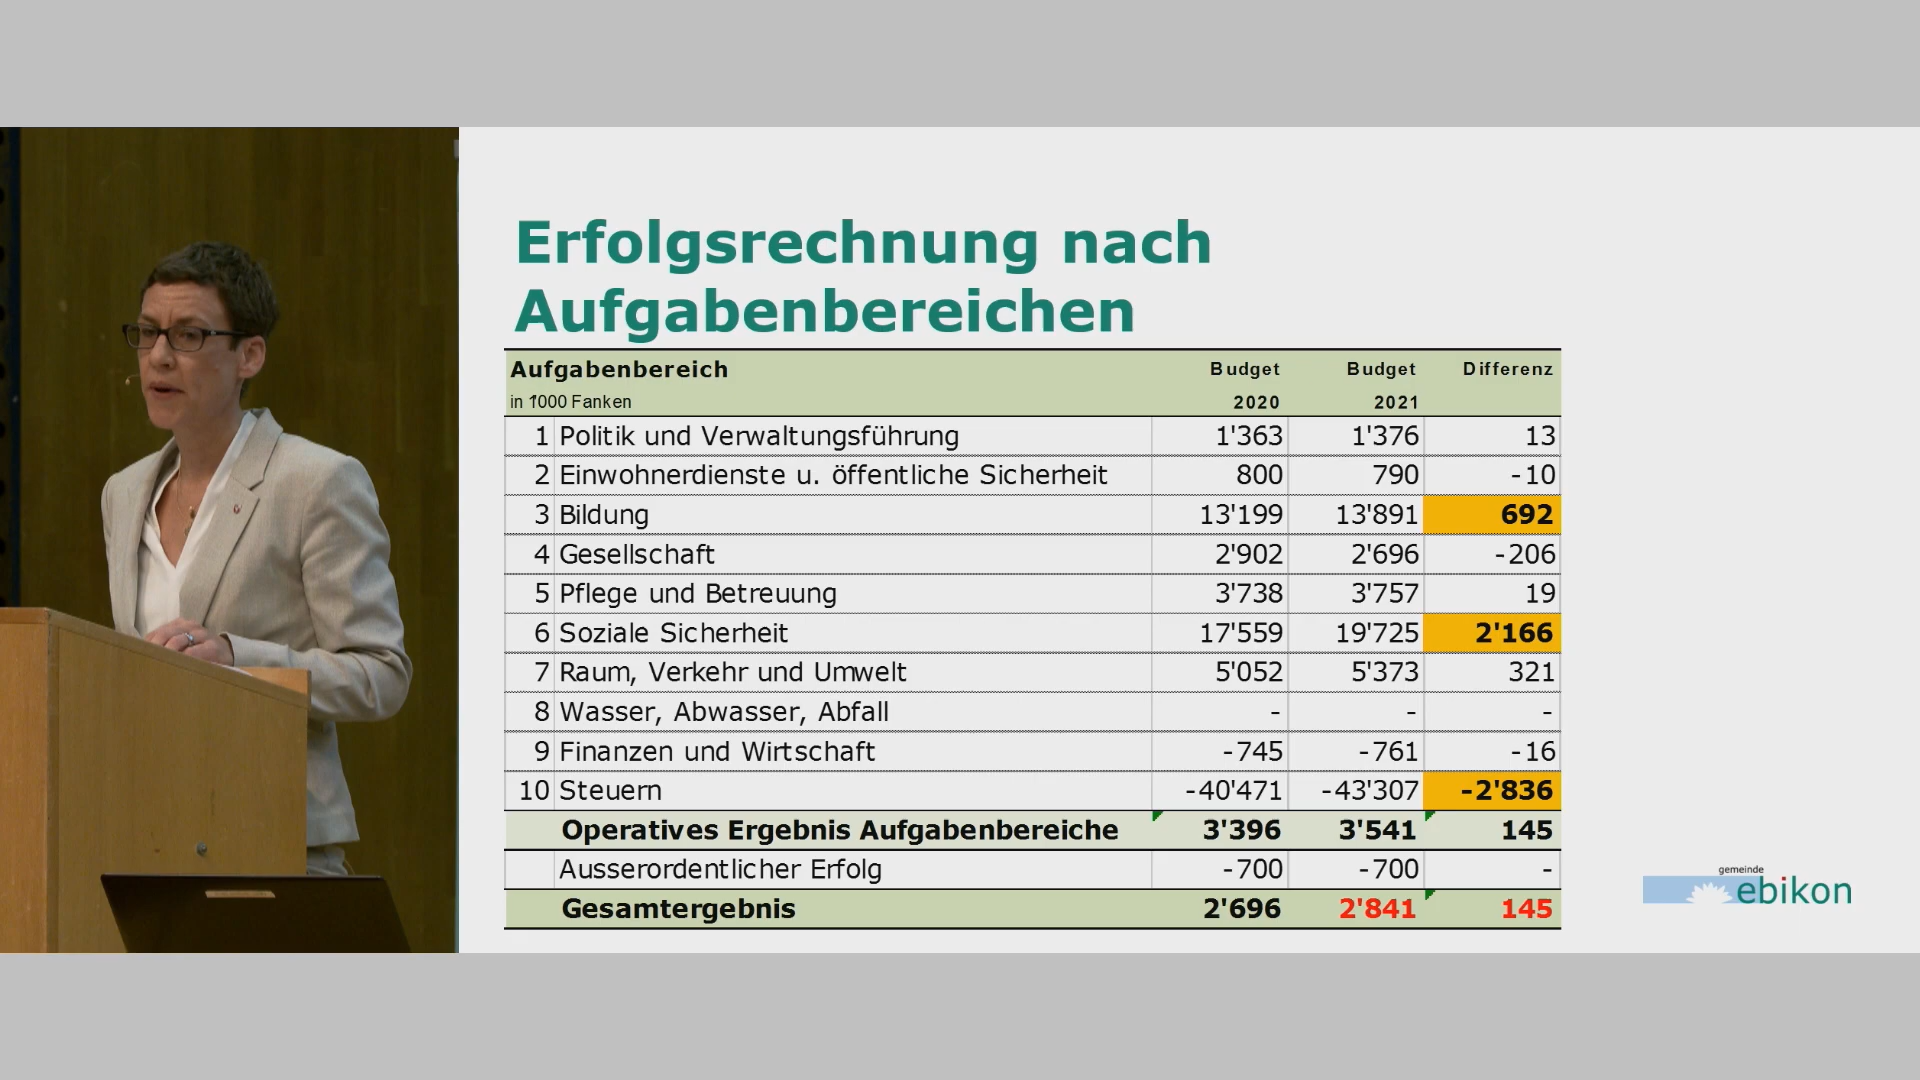 Erfolgsrechnung nach
Aufgabenbereichen
Aufgabenbereich Budget Budget Differenz
in 1'000 Fanken 2020 2021
1 Politik und Verwaltungsführung 1'363 1'376 13
2 Einwohnerdienste u. öffentliche Sicherheit 800 790 -10
3 Bildung 13'199 13'891 692
4 Gesellschaft 2'902 2'696 -206
5 Pflege und Betreuung 3'738 3'757 19
6 Soziale Sicherheit 17'559 19'725 2'166
7 Raum, Verkehr und Umwelt 5'052 5'373 321
8 Wasser, Abwasser, Abfall - - -
9 Finanzen und Wirtschaft -745 -761 -16
10 Steuern -40'471 -43'307 -2'836
Operatives Ergebnis Aufgabenbereiche 3'396 3'541 145
Ausserordentlicher Erfolg -700 -700 -
Gesamtergebnis 2'696 2'841 145
gemeinde
ebikon